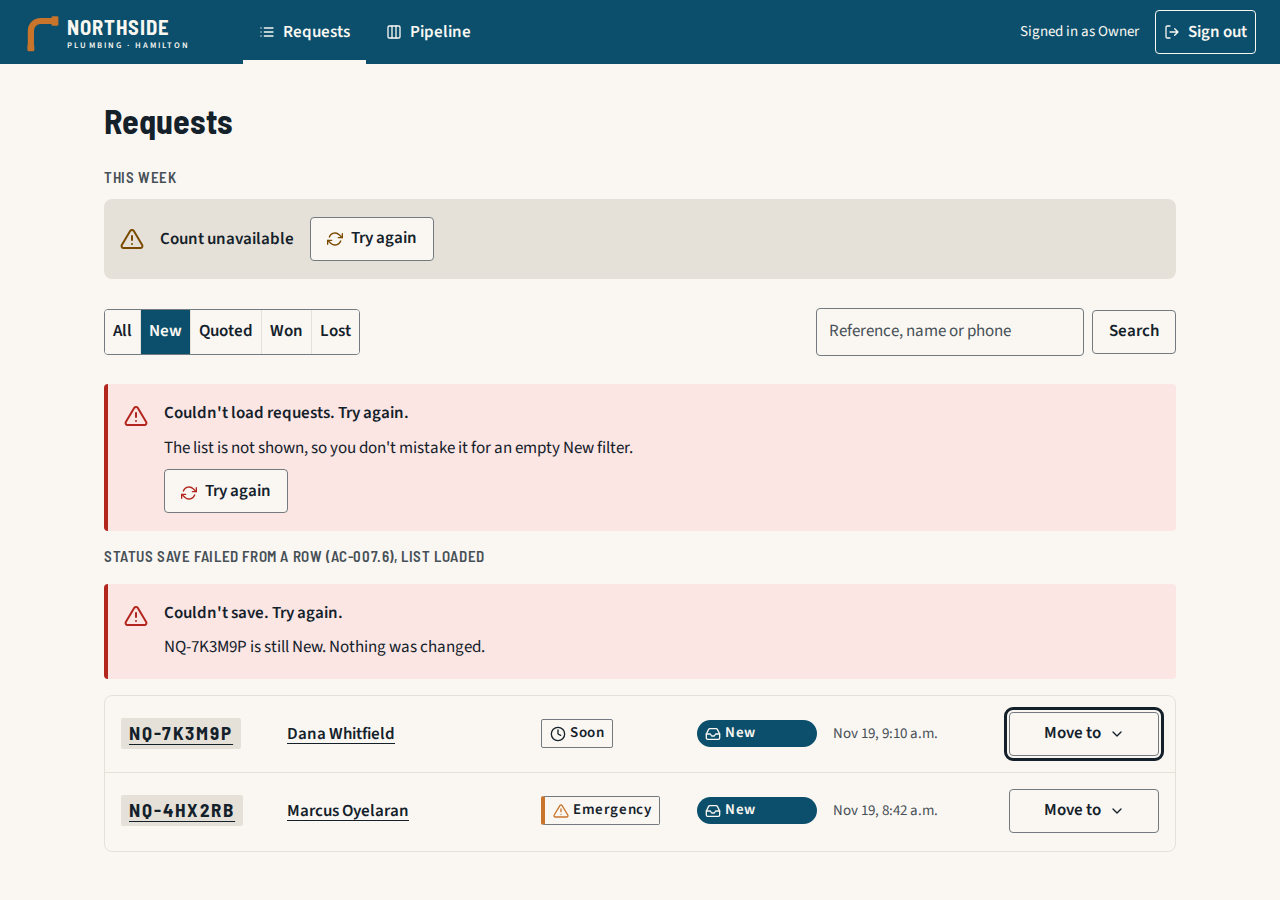 NORTHSIDE
PLUMBING · HAMILTON
Requests
Pipeline
Signed in as Owner
Sign out
Requests
THIS WEEK
Count unavailable
Try again
All
New
Quoted
Won
Lost
Reference, name or phone
Search
Couldn't load requests. Try again.
The list is not shown, so you don't mistake it for an empty New filter.
Try again
STATUS SAVE FAILED FROM A ROW (AC-007.6), LIST LOADED
Couldn't save. Try again.
NQ-7K3M9P is still New. Nothing was changed.
NQ-7K3M9P
Dana Whitfield
Soon
New
Nov 19, 9:10 a.m.
Move to
NQ-4HX2RB
Marcus Oyelaran
Emergency
New
Nov 19, 8:42 a.m.
Move to